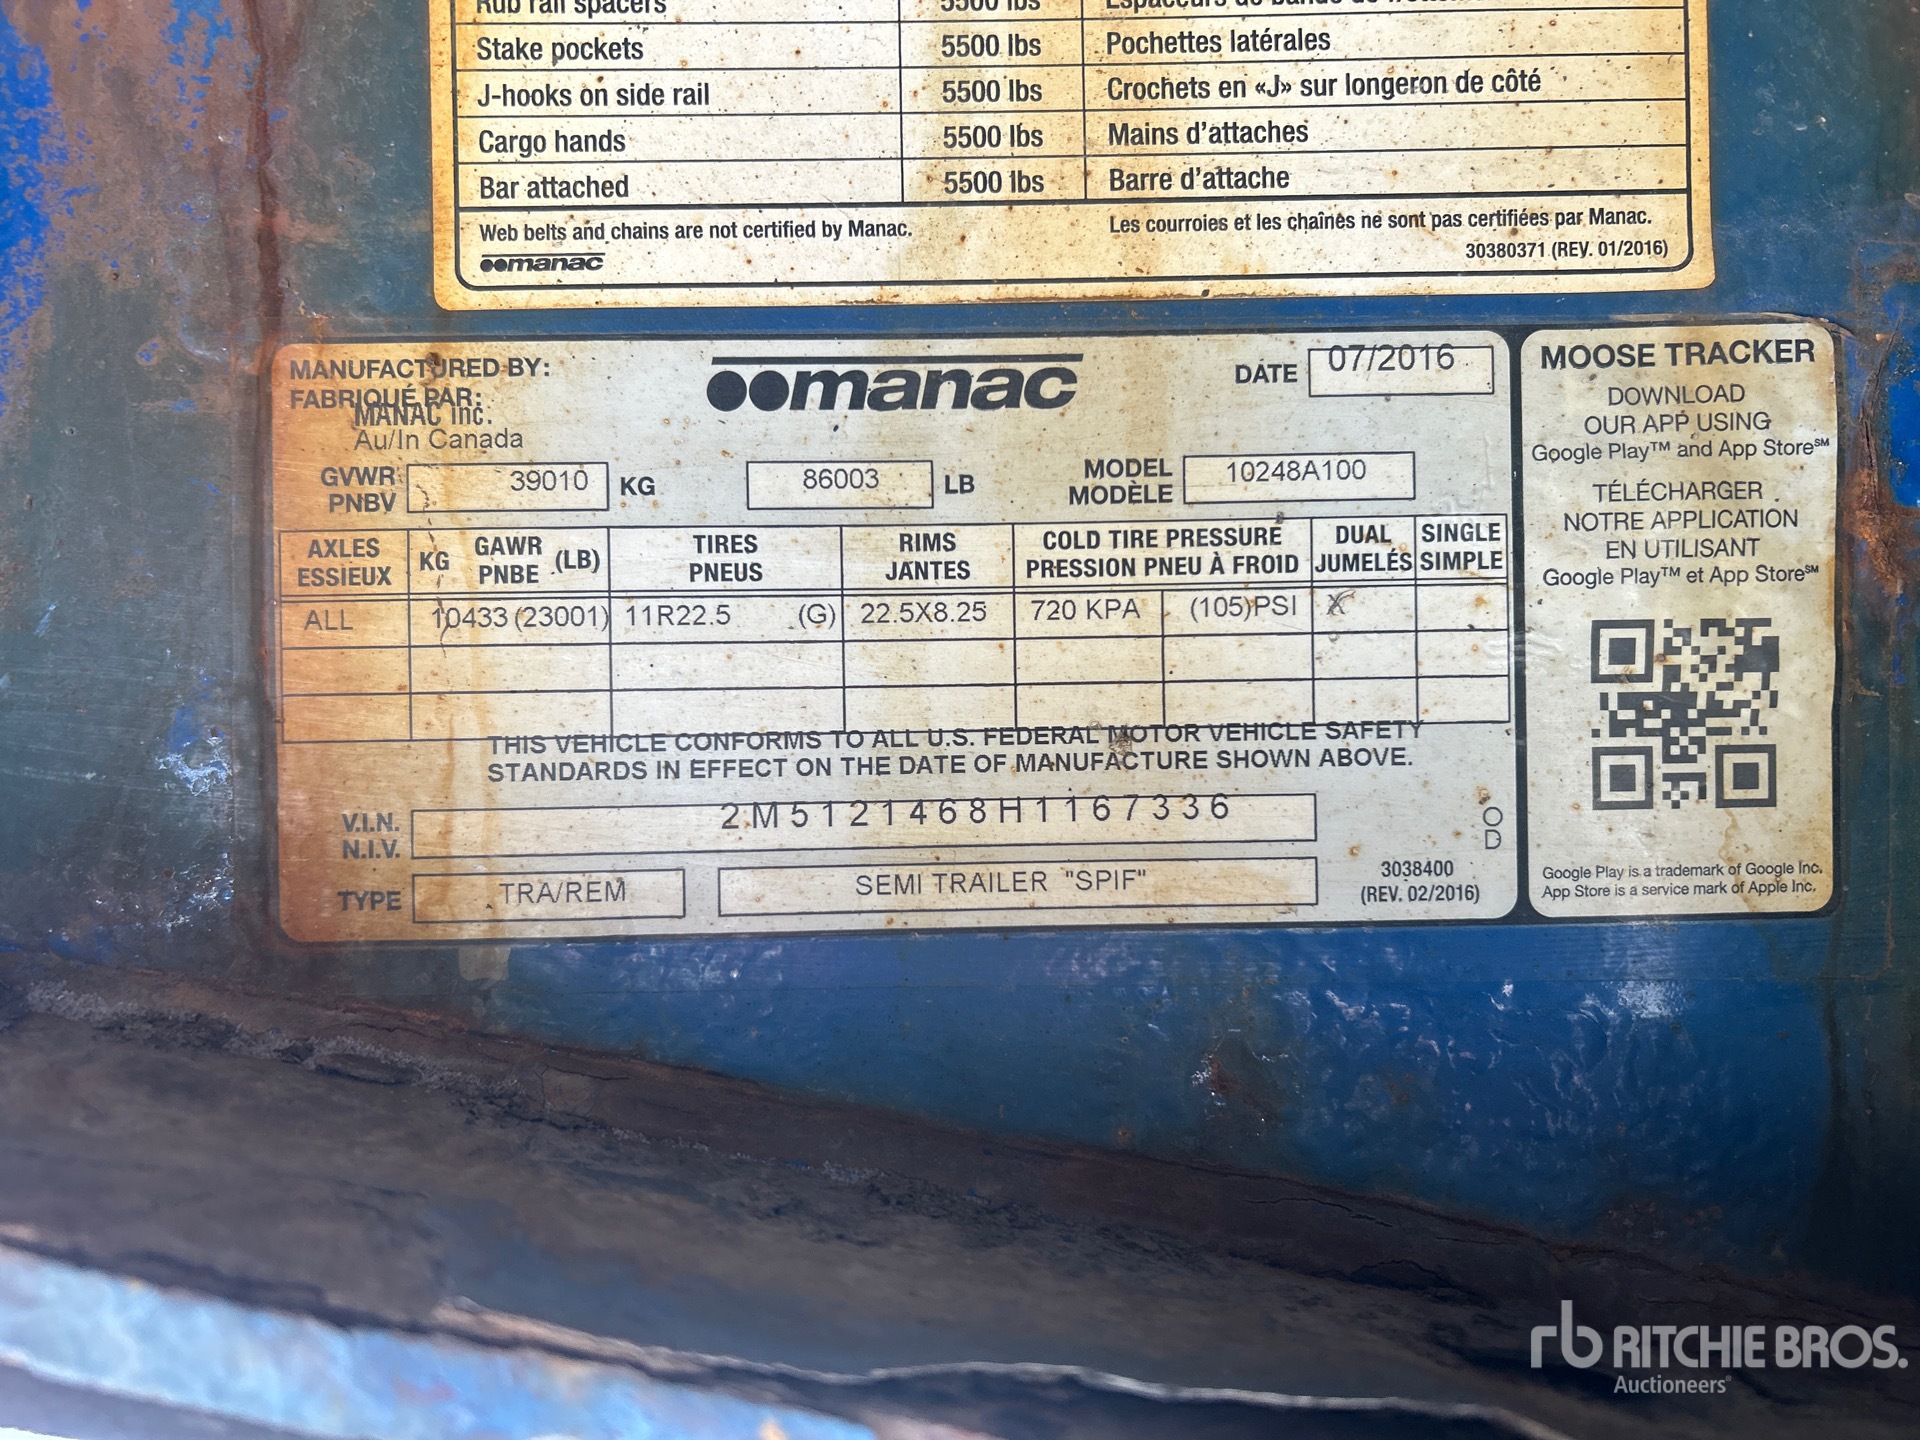 Rub rail spacers 5500 lbs Espaceurs de bande de
Stake pockets 5500 lbs Pochettes latérales
J-hooks on side rail 5500 lbs Crochets en «J» sur longeron de côté
Cargo hands 5500 lbs Mains d'attaches
Bar attached 5500 lbs Barre d'attache
Web belts and chains are not certified by Manac. Les courroies et les chaînes ne sont pas certifiées par Manac.
manac 30380371 (REV. 01/2016)
MANUFACTURED BY: manac DATE 07/2016
FABRIQUÉ PAR:
MANAC inc.
Au/In Canada
GVWR 39010 KG 86003 LB MODEL 10248A100
PNBV MODÈLE
AXLES KG GAWR (LB) TIRES RIMS COLD TIRE PRESSURE DUAL SINGLE
ESSIEUX PNBE PNEUS JANTES PRESSION PNEU À FROID JUMELÉS SIMPLE
ALL 10433 (23001) 11R22.5 (G) 22.5X8.25 720 KPA (105)PSI X
THIS VEHICLE CONFORMS TO ALL U.S. FEDERAL MOTOR VEHICLE SAFETY
STANDARDS IN EFFECT ON THE DATE OF MANUFACTURE SHOWN ABOVE.
V.I.N. 2M5121468H1167336
N.I.V.
O
D
TYPE TRA/REM SEMI TRAILER "SPIF"
3038400
(REV. 02/2016)
MOOSE TRACKER
DOWNLOAD
OUR APP USING
Google Play™ and App Store℠
TÉLÉCHARGER
NOTRE APPLICATION
EN UTILISANT
Google Play™ et App Store℠
Google Play is a trademark of Google Inc.
App Store is a service mark of Apple Inc.
rb RITCHIE BROS.
Auctioneers